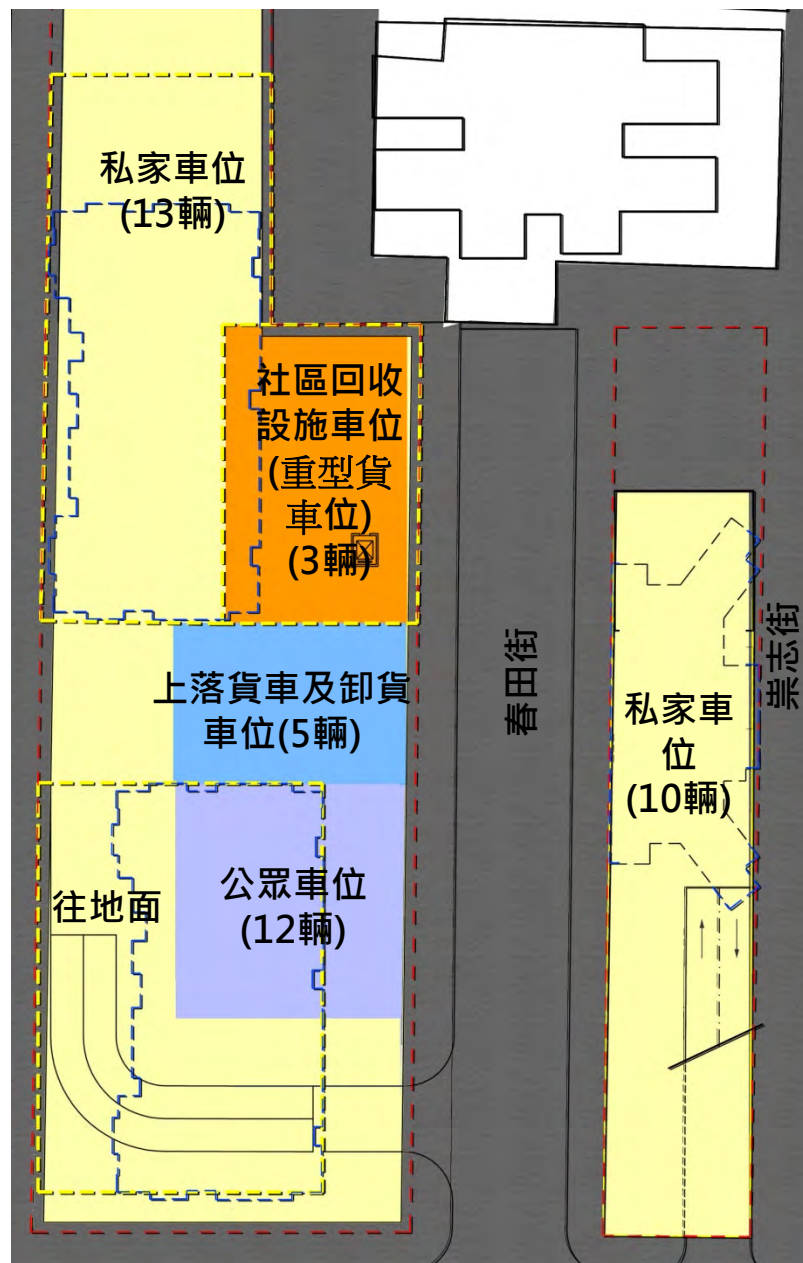 私家車位
(13輛)
社區回收
設施車位
(重型貨
車位)
(3輛)
上落貨車及卸貨
車位(5輛)
公眾車位
(12輛)
往地面
春田街
私家車
位
(10輛)
業志街